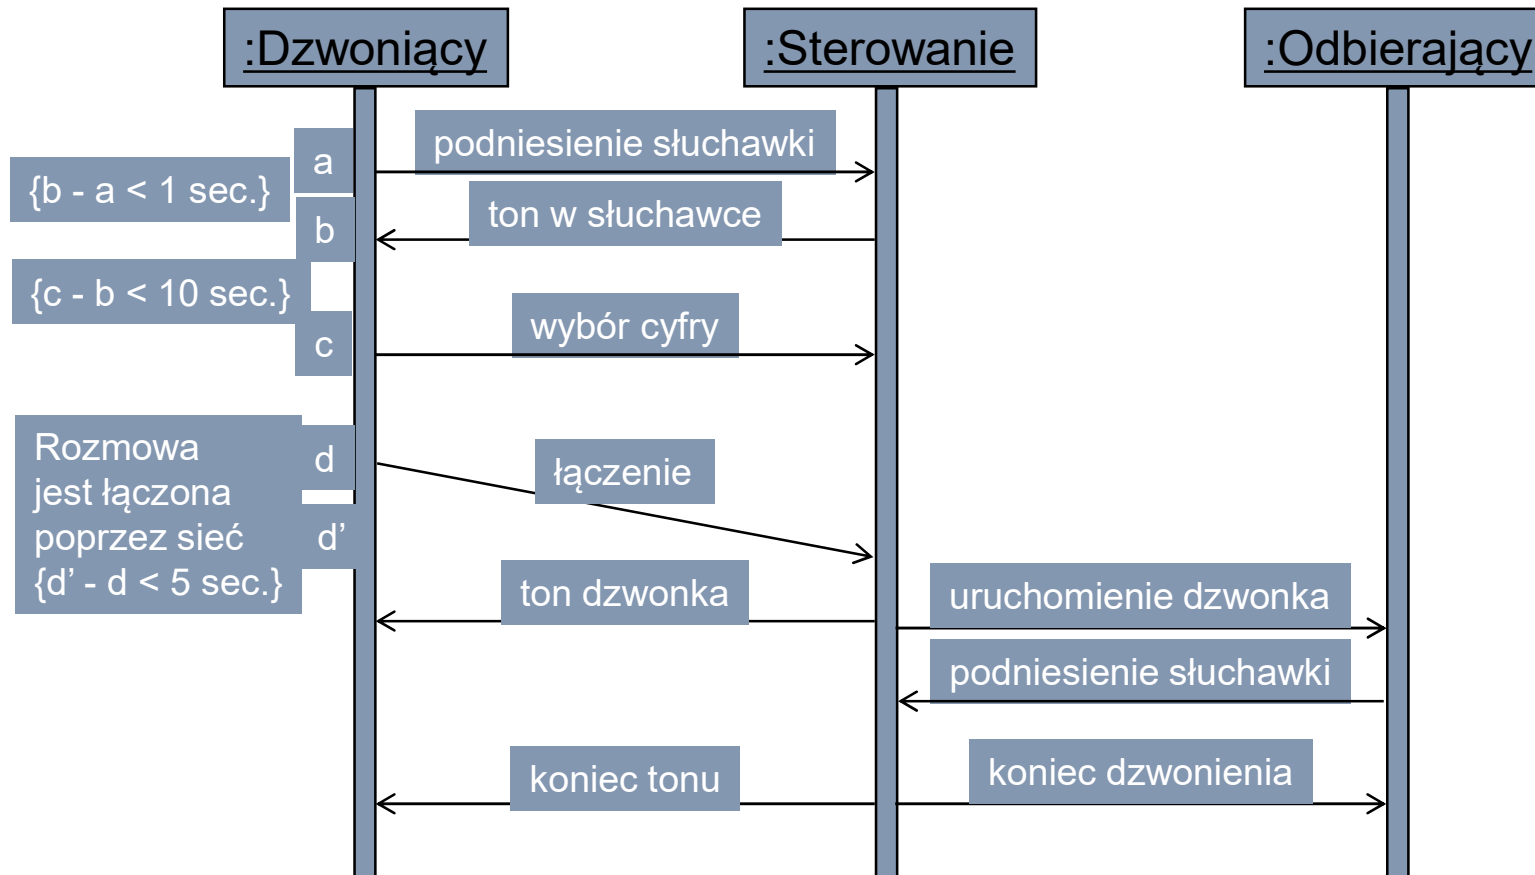 :Dzwoniący
:Sterowanie
:Odbierający
podniesienie słuchawki
a
{b - a < 1 sec.}
ton w słuchawce
b
{c - b < 10 sec.}
wybór cyfry
c
Rozmowa
jest łączona
poprzez sieć
{d’ - d < 5 sec.}
d
łączenie
d’
ton dzwonka
uruchomienie dzwonka
podniesienie słuchawki
koniec tonu
koniec dzwonienia